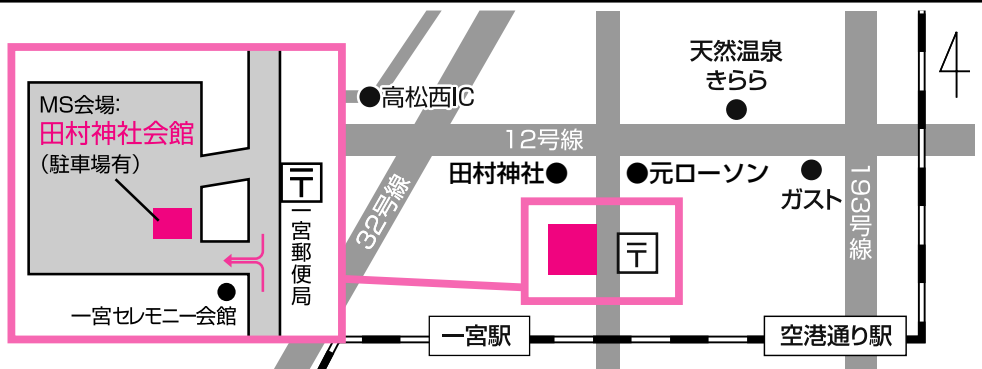 MS会場:
田村神社会館
(駐車場有)
〒
一宮郵便局
一宮セレモニー会館
高松西IC
32号線
12号線
田村神社
元ローソン
〒
天然温泉
きらら
ガスト
193号線
一宮駅
空港通り駅
4